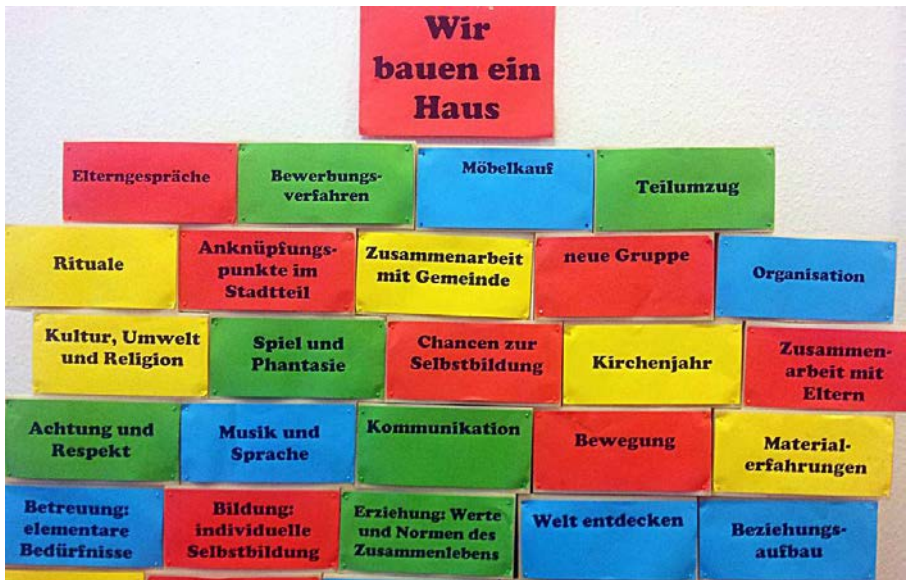 Wir
bauen ein
Haus
Elterngespräche
Bewerbungs-
verfahren
Möbelkauf
Teilumzug
Rituale
Anknüpfungs-
punkte im
Stadtteil
Zusammenarbeit
mit Gemeinde
neue Gruppe
Organisation
Kultur, Umwelt
und Religion
Spiel und
Phantasie
Chancen zur
Selbstbildung
Kirchenjahr
Zusammen-
arbeit mit
Eltern
Achtung und
Respekt
Musik und
Sprache
Kommunikation
Bewegung
Material-
erfahrungen
Betreuung:
elementare
Bedürfnisse
Bildung:
individuelle
Selbstbildung
Erziehung: Werte
und Normen des
Zusammenlebens
Welt entdecken
Beziehungs-
aufbau